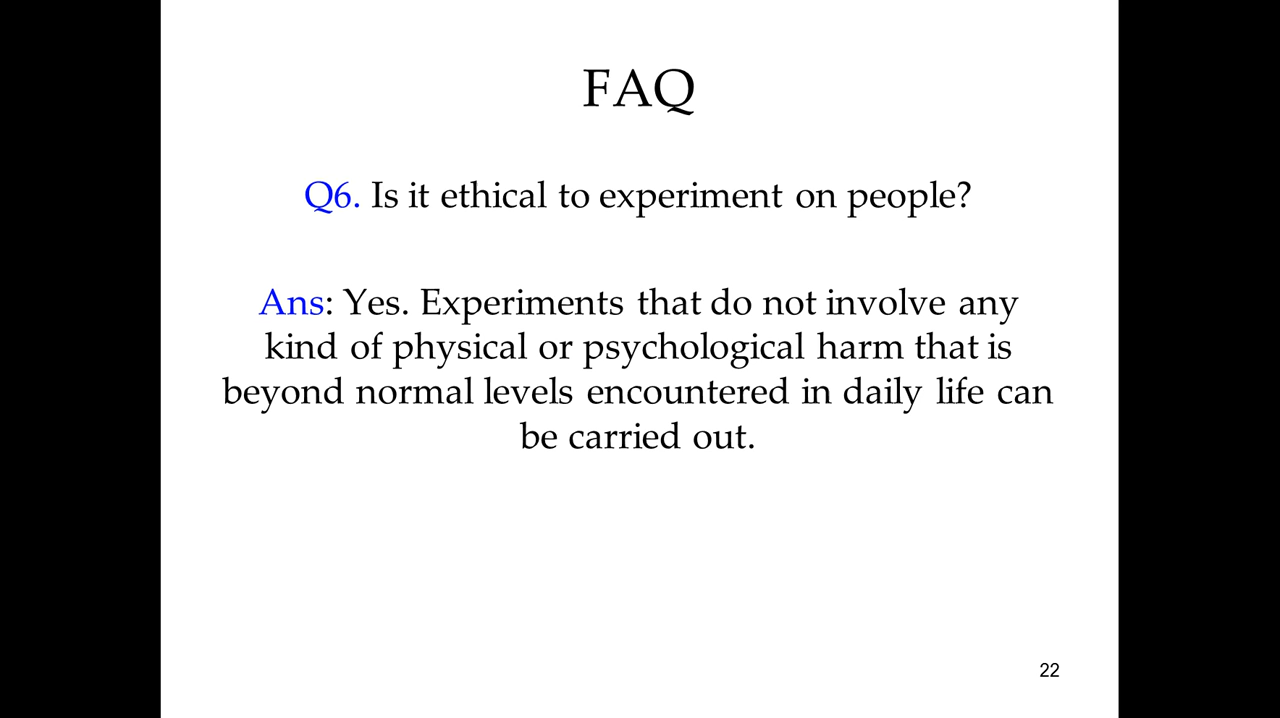 FAQ
Q6. Is it ethical to experiment on people?
Ans: Yes. Experiments that do not involve any
kind of physical or psychological harm that is
beyond normal levels encountered in daily life can
be carried out.
22